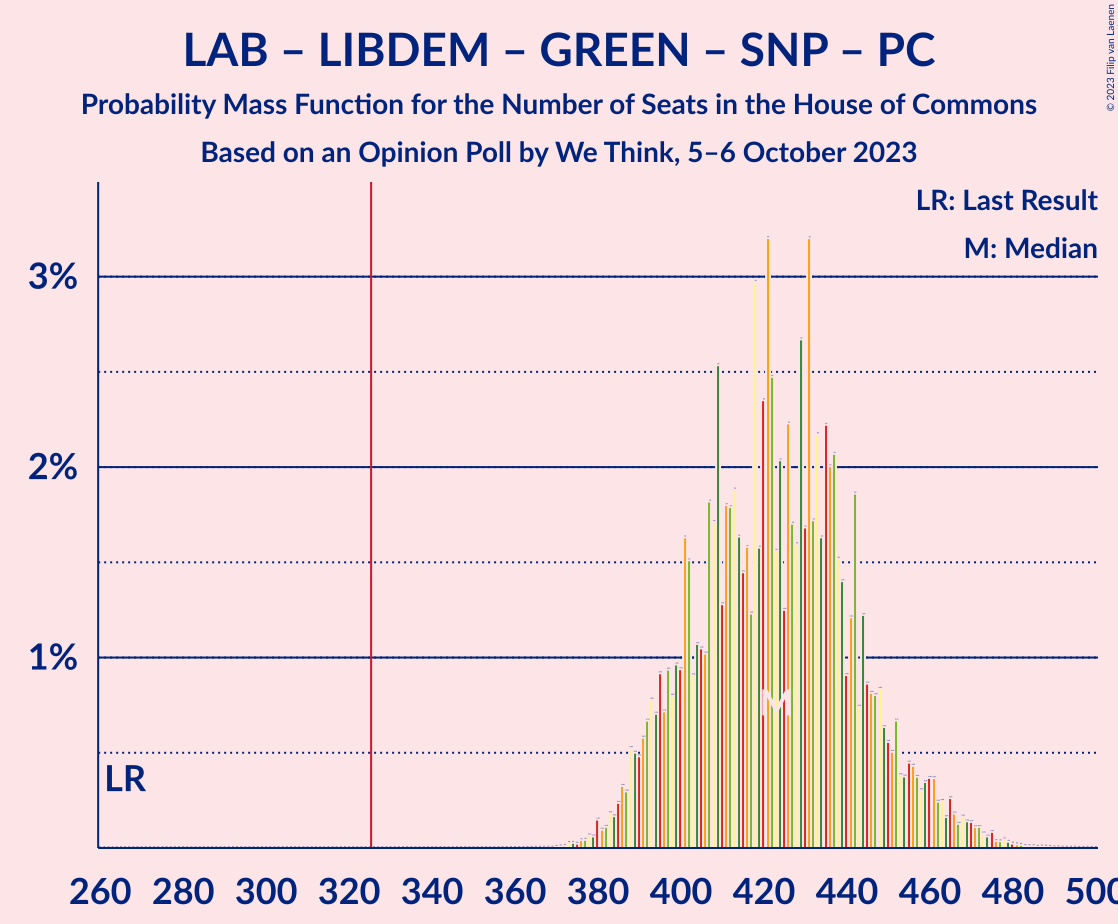 LAB – LIBDEM – GREEN – SNP – PC
Probability Mass Function for the Number of Seats in the House of Commons
Based on an Opinion Poll by We Think, 5–6 October 2023
© 2023 Filip van Laenen
LR: Last Result
M: Median
3%
2%
1%
M
LR
260 280 300 320 340 360 380 400 420 440 460 480 500